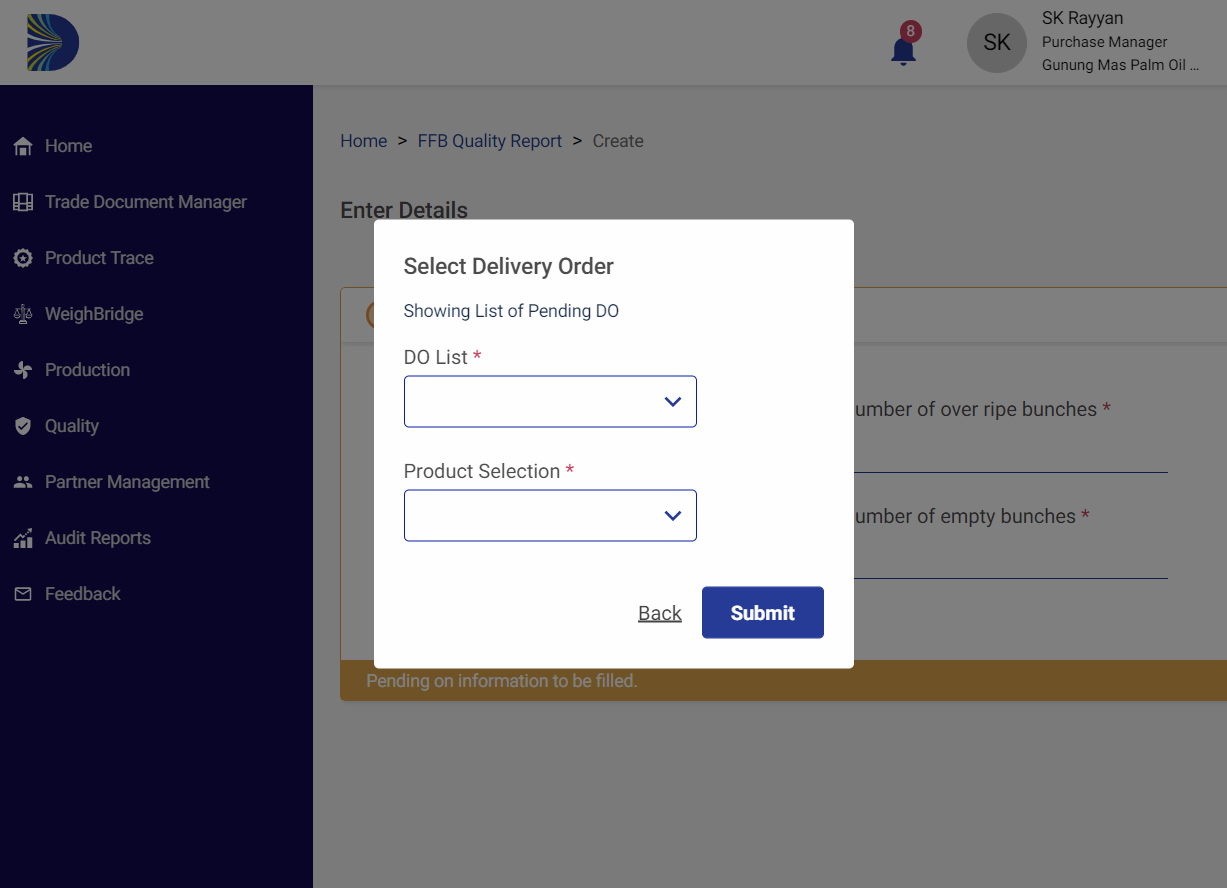 8
SK
SK Rayyan
Purchase Manager
Gunung Mas Palm Oil ...
Home
Trade Document Manager
Product Trace
WeighBridge
Production
Quality
Partner Management
Audit Reports
Feedback
Home > FFB Quality Report > Create
Enter Details
Select Delivery Order
Showing List of Pending DO
DO List *
Product Selection *
Back
Submit
umber of over ripe bunches *
umber of empty bunches *
Pending on information to be filled.